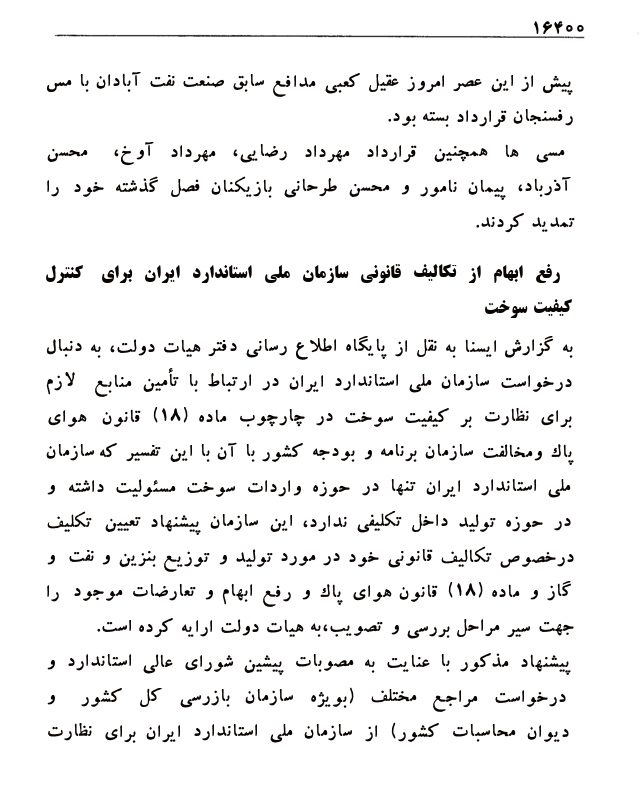 ۱۶۴۰۰
پیش از این عصر امروز عقیل کعبی مدافع سابق صنعت نفت آبادان با مس
رفسنجان قرارداد بسته بود.
مسی ها همچنین قرارداد مهرداد رضایی، مهرداد آوخ، محسن
آذرباد، پیمان نامور و محسن طرحانی بازیکنان فصل گذشته خود را
تمدید کردند.
رفع ابهام از تکالیف قانونی سازمان ملی استاندارد ایران برای کنترل
کیفیت سوخت
به گزارش ایسنا به نقل از پایگاه اطلاع رسانی دفتر هیات دولت، به دنبال
درخواست سازمان ملی استاندارد ایران در ارتباط با تأمین منابع لازم
برای نظارت بر کیفیت سوخت در چارچوب ماده (۱۸) قانون هوای
پاک ومخالفت سازمان برنامه و بودجه کشور با آن با این تفسیر که سازمان
ملی استاندارد ایران تنها در حوزه واردات سوخت مسئولیت داشته و
در حوزه تولید داخل تکلیفی ندارد، این سازمان پیشنهاد تعیین تکلیف
درخصوص تکالیف قانونی خود در مورد تولید و توزیع بنزین و نفت و
گاز و ماده (۱۸) قانون هوای پاک و رفع ابهام و تعارضات موجود را
جهت سیر مراحل بررسی و تصویب،به هیات دولت ارایه کرده است.
پیشنهاد مذکور با عنایت به مصوبات پیشین شورای عالی استاندارد و
درخواست مراجع مختلف (بویژه سازمان بازرسی کل کشور و
دیوان محاسبات کشور) از سازمان ملی استاندارد ایران برای نظارت